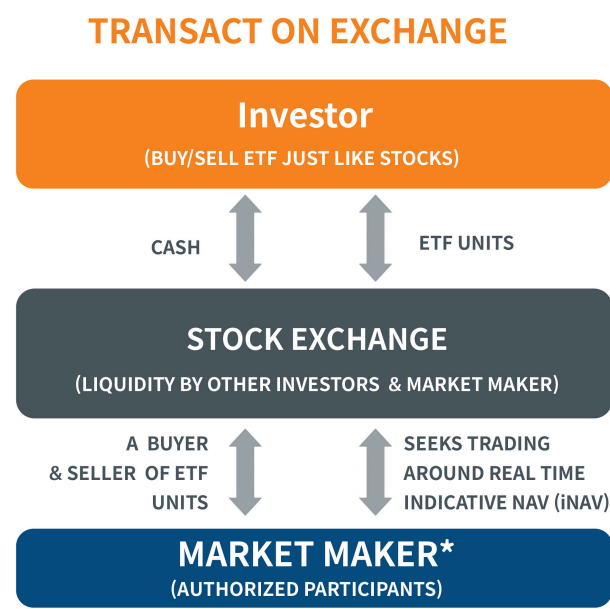 TRANSACT ON EXCHANGE
Investor
(BUY/SELL ETF JUST LIKE STOCKS)
CASH
ETF UNITS
STOCK EXCHANGE
(LIQUIDITY BY OTHER INVESTORS & MARKET MAKER)
A BUYER
& SELLER OF ETF
UNITS
SEEKS TRADING
AROUND REAL TIME
INDICATIVE NAV (iNAV)
MARKET MAKER*
(AUTHORIZED PARTICIPANTS)